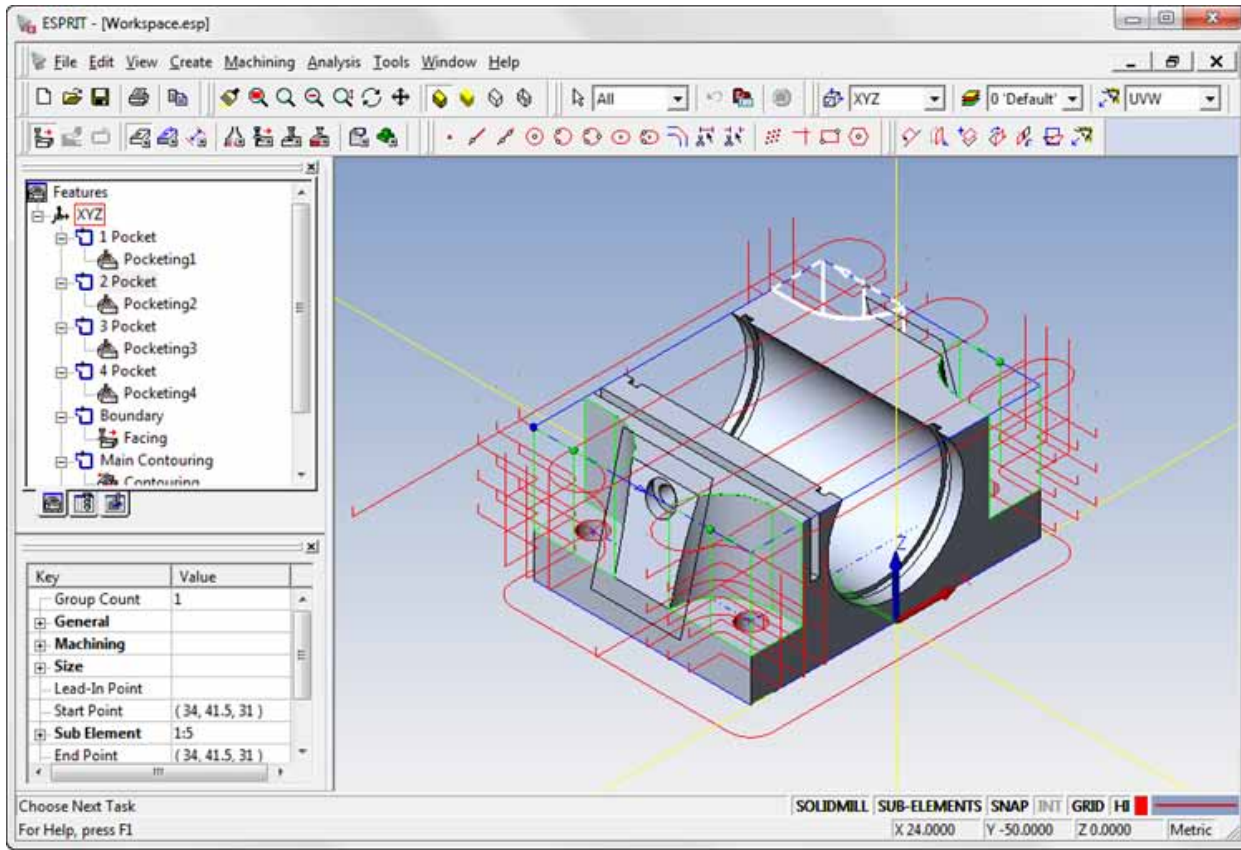 ESPRIT - [Workspace.esp]
File Edit View Create Machining Analysis Tools Window Help
All XYZ 0 'Default' UVW
Features
XYZ
1 Pocket
Pocketing1
2 Pocket
Pocketing2
3 Pocket
Pocketing3
4 Pocket
Pocketing4
Boundary
Facing
Main Contouring
Contouring
Key Value
Group Count 1
General
Machining
Size
Lead-In Point
Start Point ( 34, 41.5, 31 )
Sub Element 1:5
End Point ( 34, 41.5, 31 )
Z
Choose Next Task SOLIDMILL SUB-ELEMENTS SNAP INT GRID HI
For Help, press F1 X 24.0000 Y -50.0000 Z 0.0000 Metric